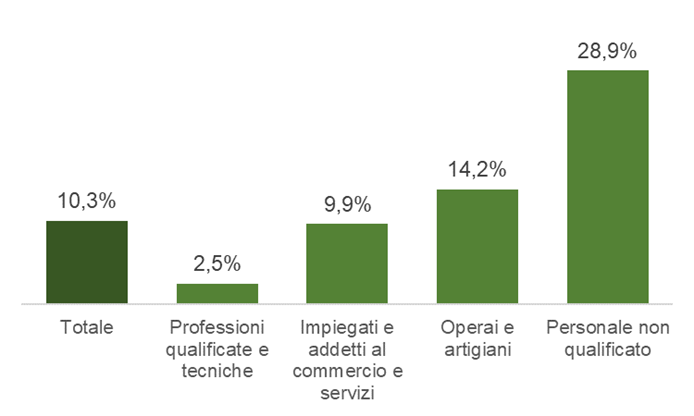 28,9%
14,2%
10,3%
9,9%
2,5%
Totale
Professioni
qualificate e
tecniche
Impiegati e
addetti al
commercio e
servizi
Operai e
artigiani
Personale non
qualificato